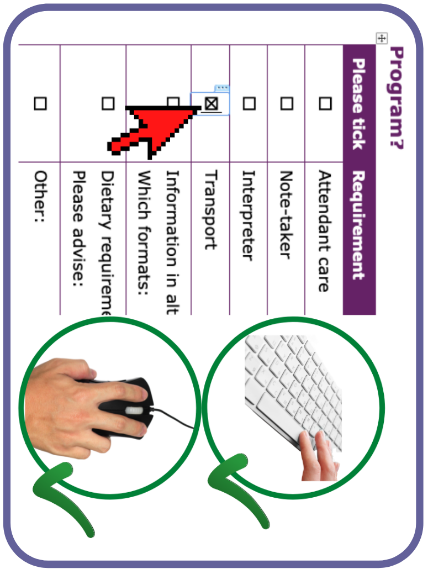 Program?
Please tick Requirement
☐ Attendant care
☐ Note-taker
☐ Interpreter
☒ Transport
☐ Information in alt
Which formats:
☐ Dietary requireme
Please advise:
☐ Other: